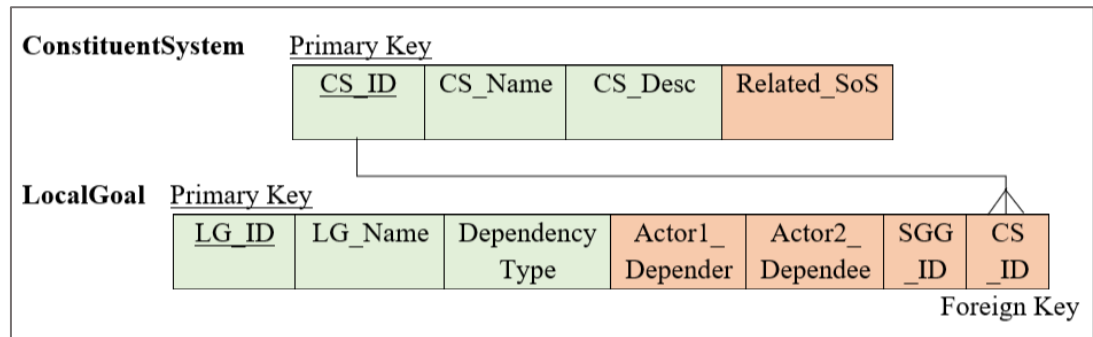 ConstituentSystem Primary Key
CS_ID CS_Name CS_Desc Related_SoS
LocalGoal Primary Key
LG_ID LG_Name Dependency Actor1_ Actor2_ SGG CS
Type Depender Dependee _ID _ID
Foreign Key